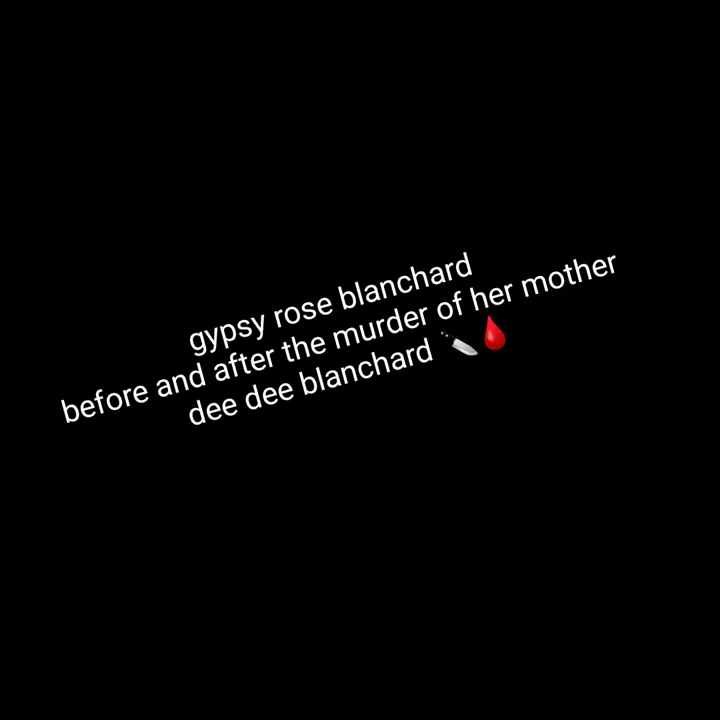 gypsy rose blanchard
before and after the murder of her mother
dee dee blanchard 🔪🩸